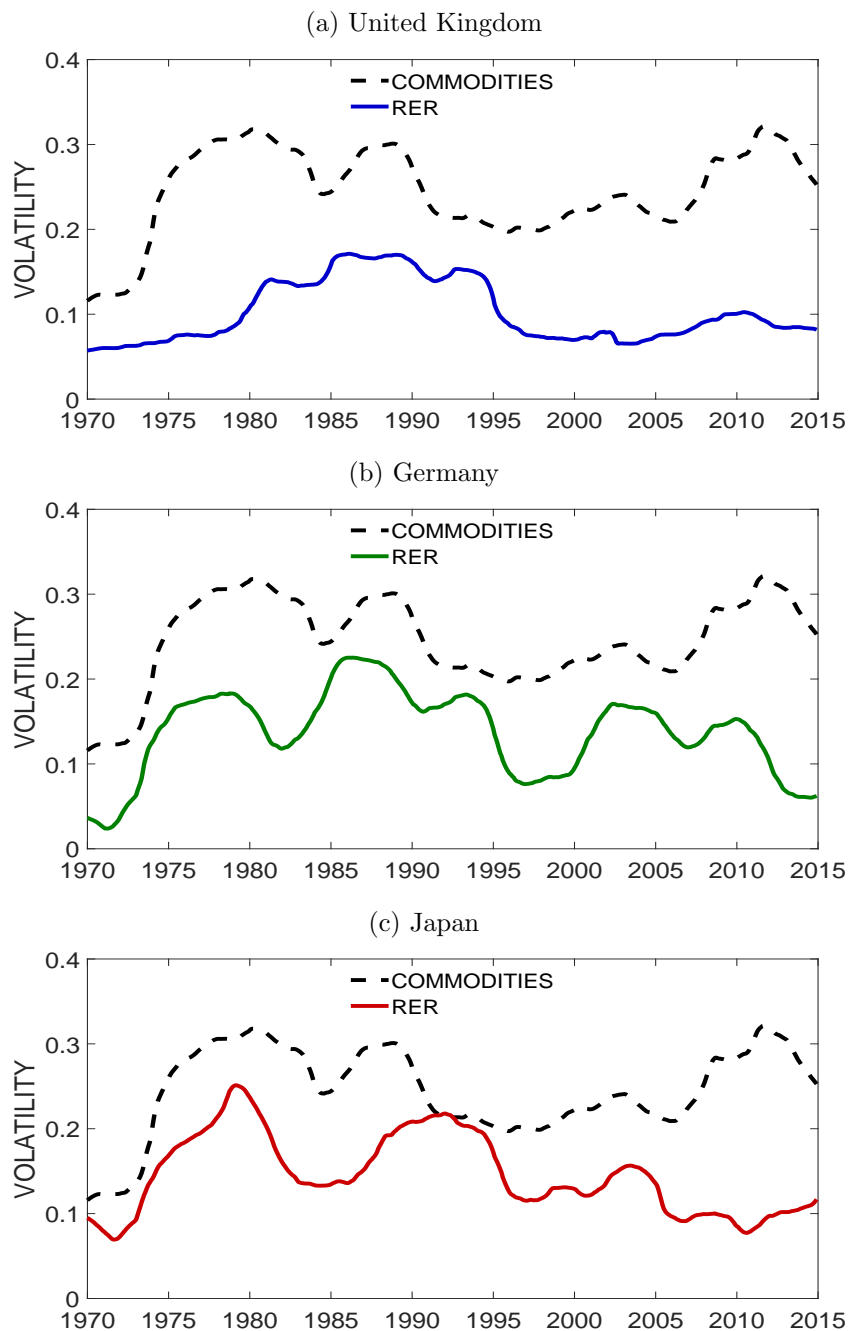 (a) United Kingdom
0.4
COMMODITIES
RER
0.3
VOLATILITY
0.2
0.1
0
1970 1975 1980 1985 1990 1995 2000 2005 2010 2015
(b) Germany
0.4
COMMODITIES
RER
0.3
VOLATILITY
0.2
0.1
0
1970 1975 1980 1985 1990 1995 2000 2005 2010 2015
(c) Japan
0.4
COMMODITIES
RER
0.3
VOLATILITY
0.2
0.1
0
1970 1975 1980 1985 1990 1995 2000 2005 2010 2015